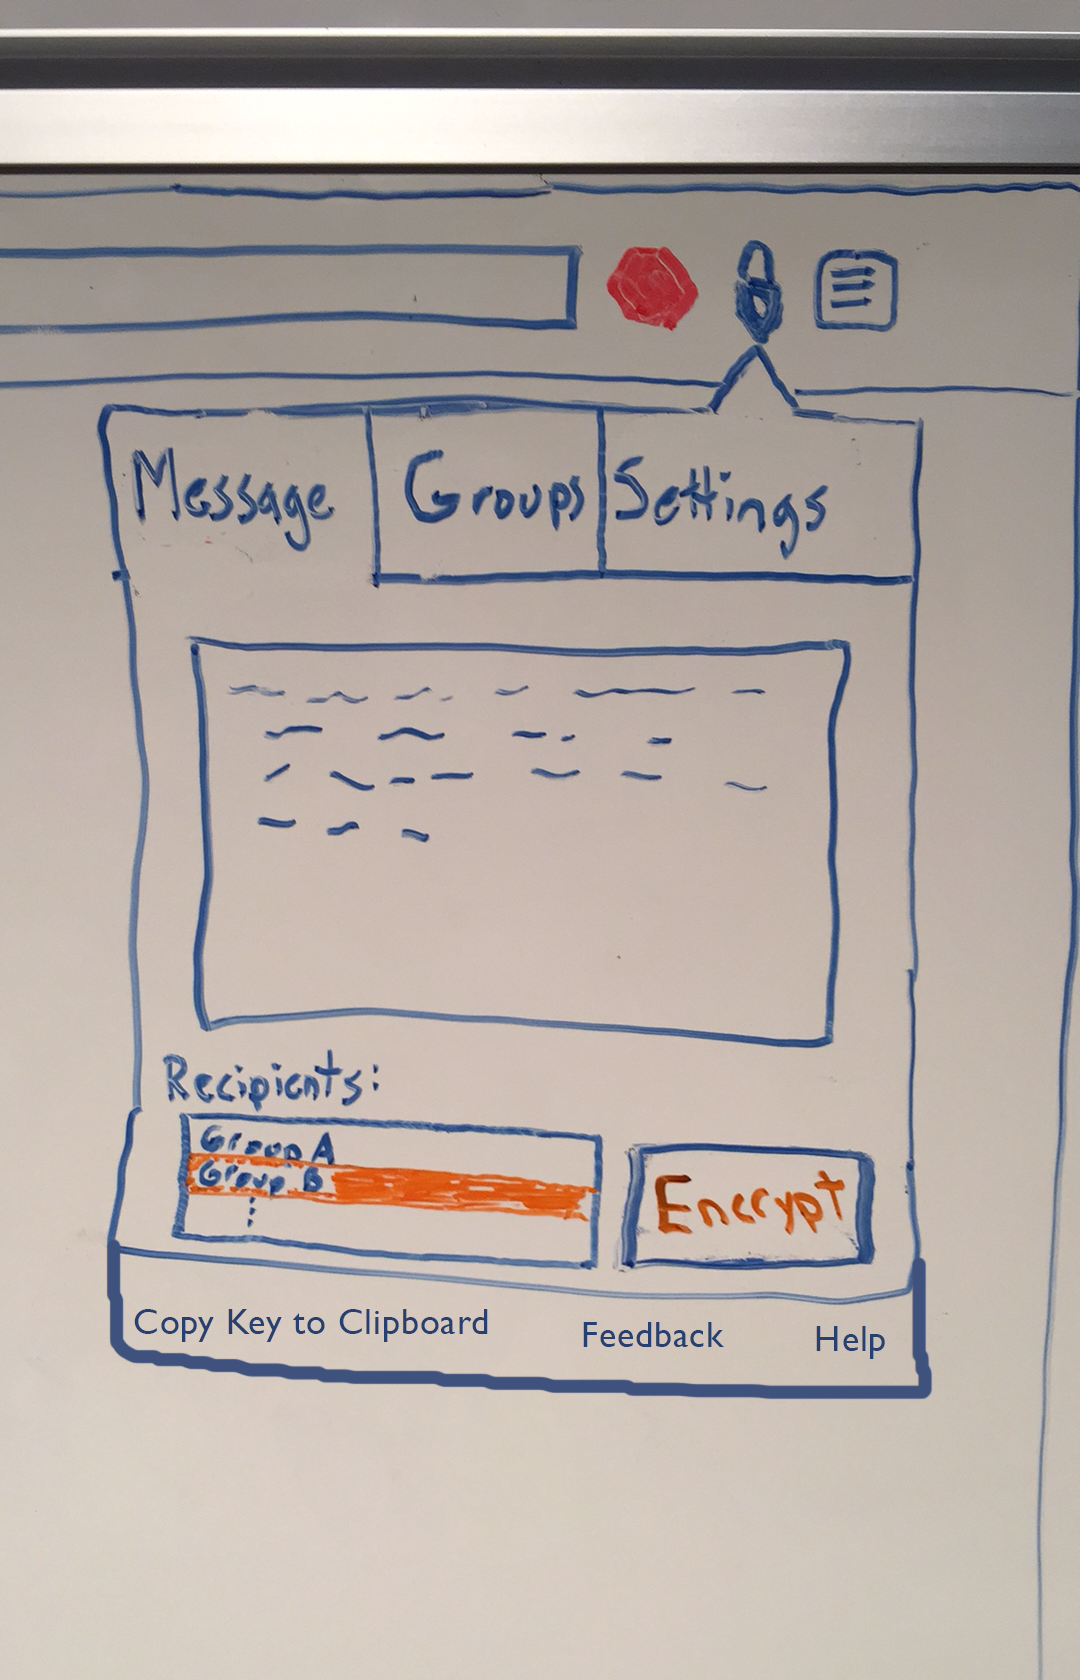 Message Groups Settings
Recipients:
Group A
Group B
Encrypt
Copy Key to Clipboard Feedback Help